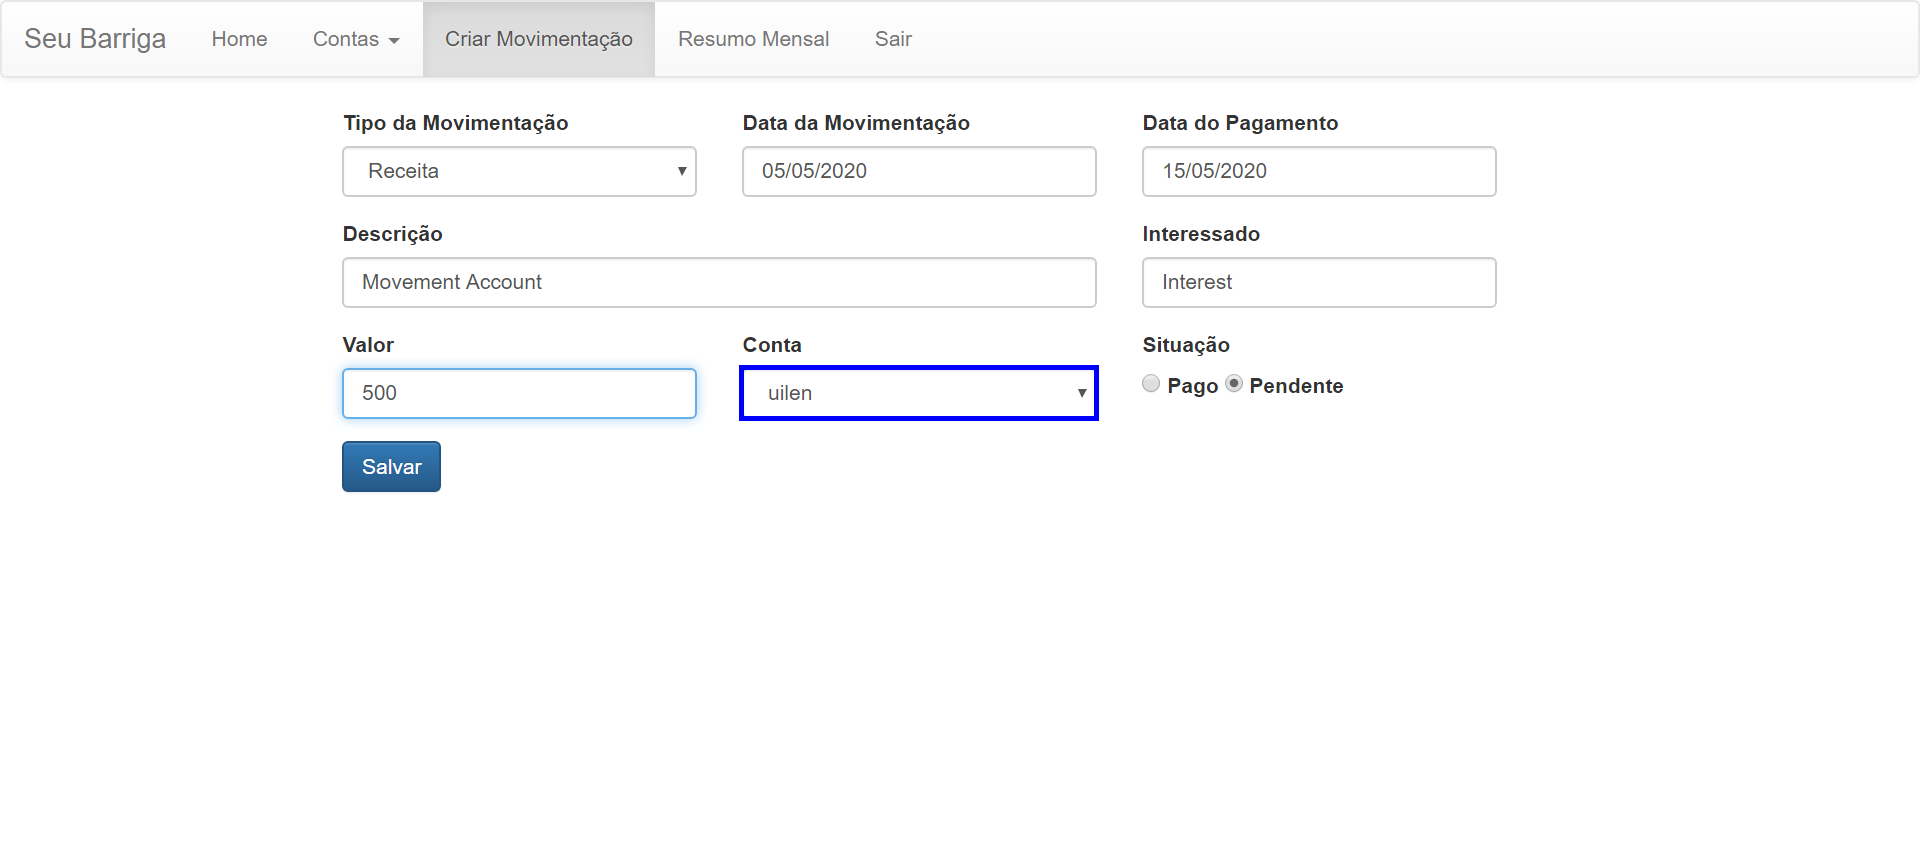 Seu Barriga Home Contas Criar Movimentação Resumo Mensal Sair
Tipo da Movimentação Data da Movimentação Data do Pagamento
Receita 05/05/2020 15/05/2020
Descrição Interessado
Movement Account Interest
Valor Conta Situação
500 uilen Pago Pendente
Salvar